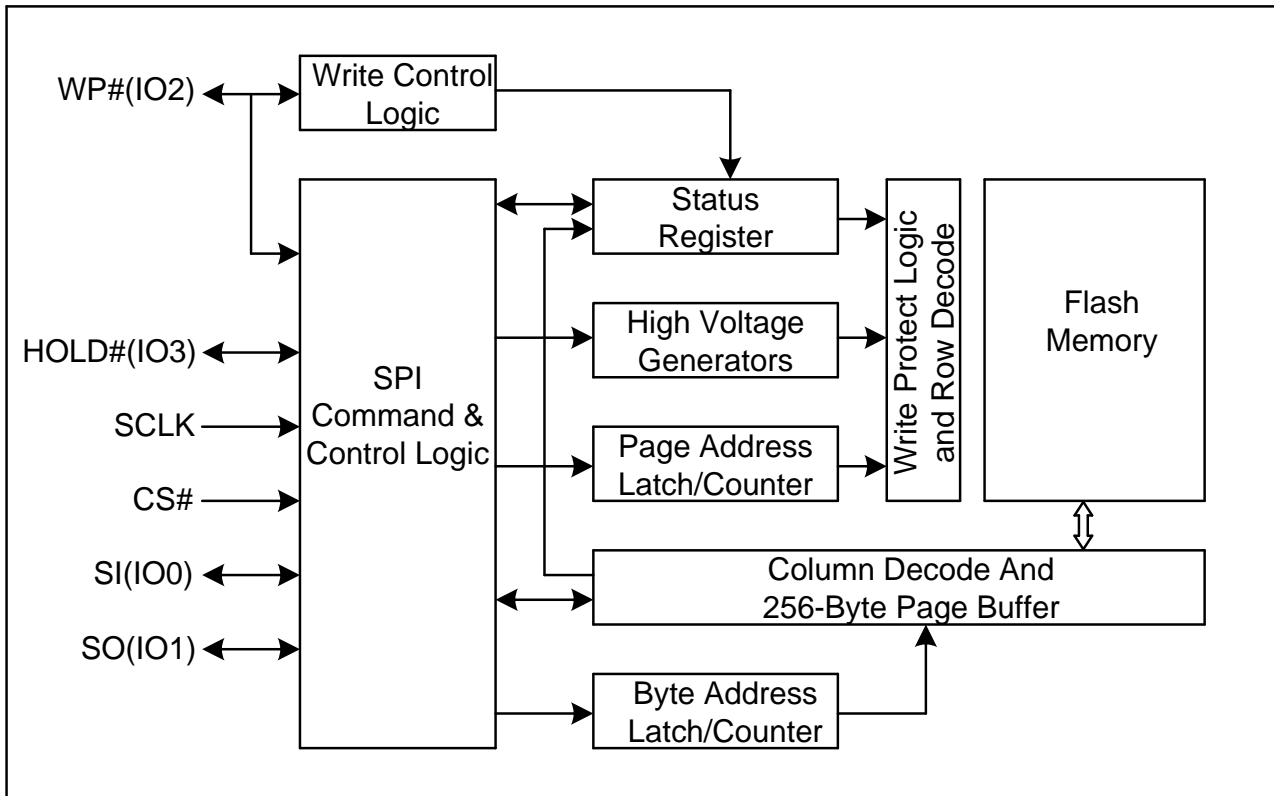 WP#(IO2)
Write Control
Logic
Status
Register
Write Protect Logic
and Row Decode
Flash
Memory
High Voltage
Generators
HOLD#(IO3)
SPI
Command &
Control Logic
SCLK
Page Address
Latch/Counter
CS#
SI(IO0)
Column Decode And
256-Byte Page Buffer
SO(IO1)
Byte Address
Latch/Counter